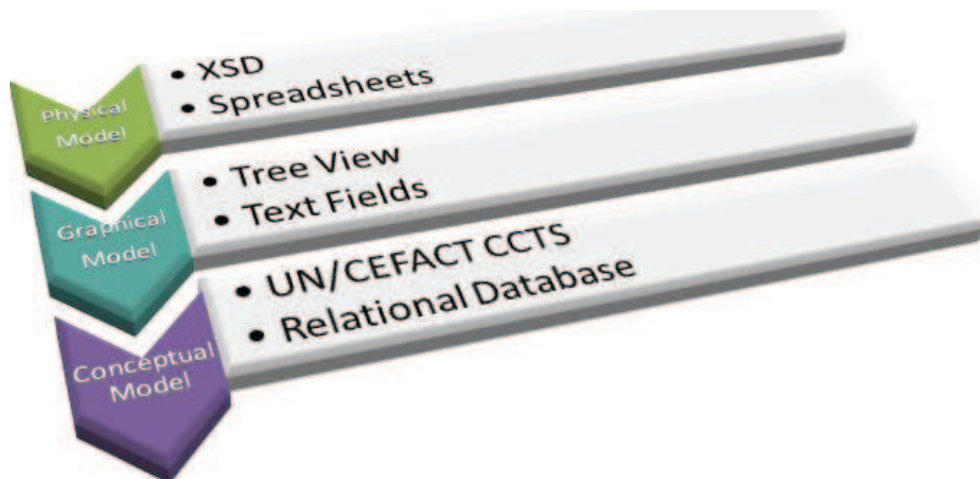 Physical
Model
• XSD
• Spreadsheets
Graphical
Model
• Tree View
• Text Fields
Conceptual
Model
• UN/CEFACT CCTS
• Relational Database